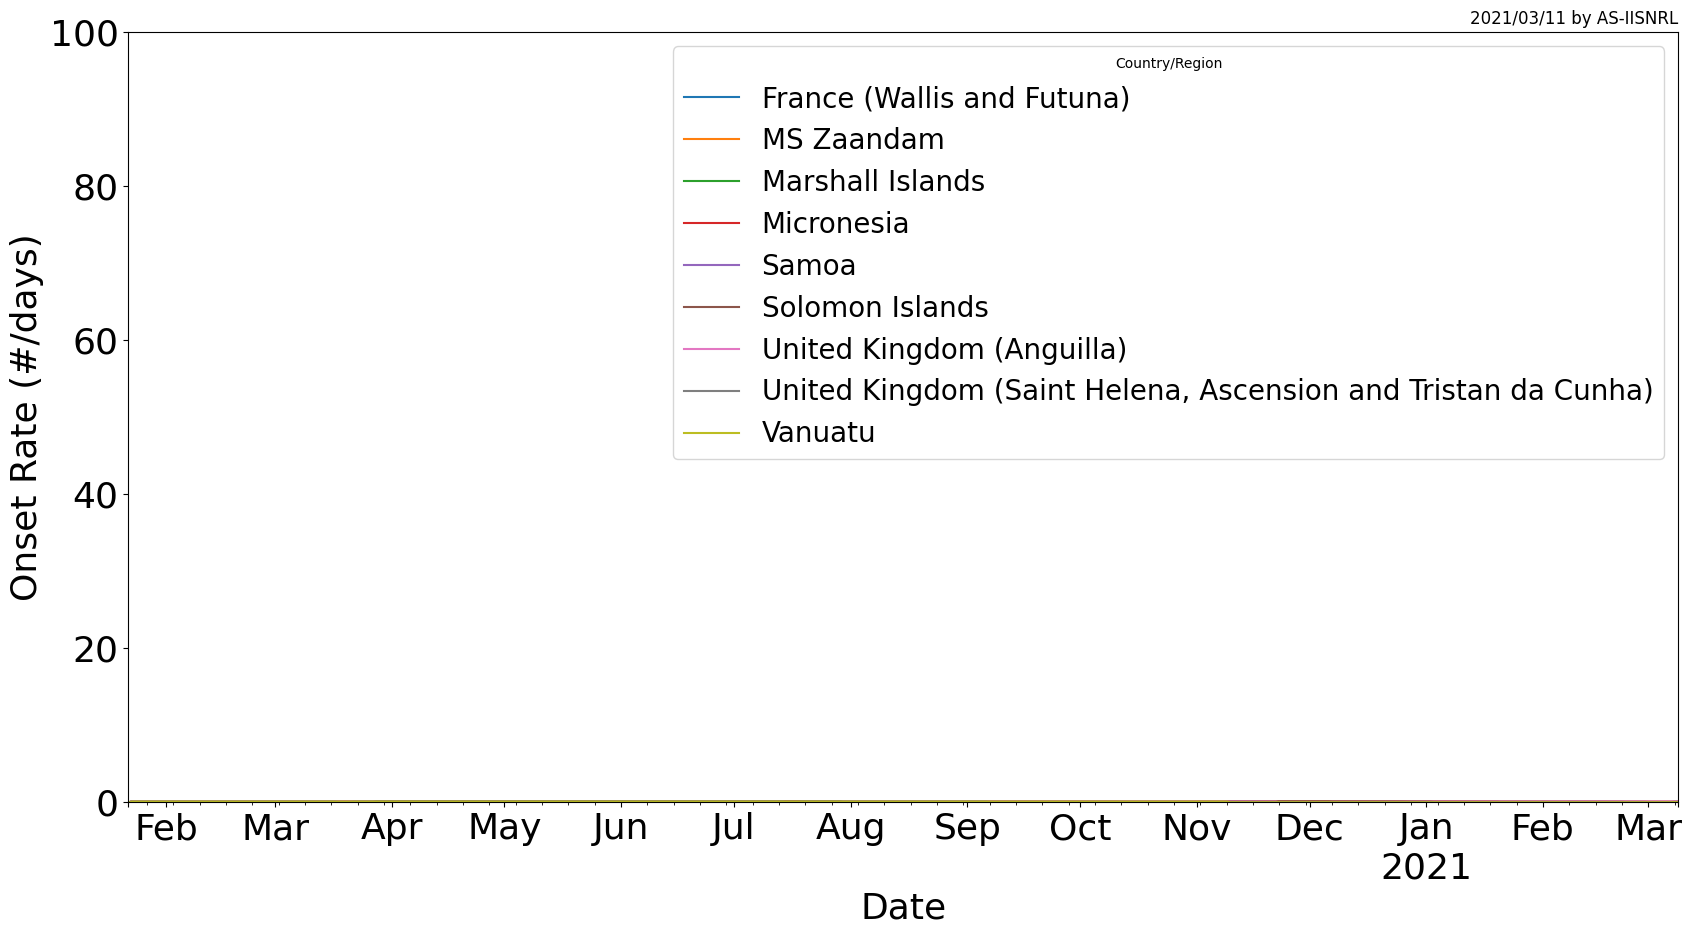 2021/03/11 by AS-IISNRL
100
80
60
40
20
0
Onset Rate (#/days)
Country/Region
France (Wallis and Futuna)
MS Zaandam
Marshall Islands
Micronesia
Samoa
Solomon Islands
United Kingdom (Anguilla)
United Kingdom (Saint Helena, Ascension and Tristan da Cunha)
Vanuatu
Feb Mar Apr May Jun Jul Aug Sep Oct Nov Dec Jan Feb Mar
2021
Date